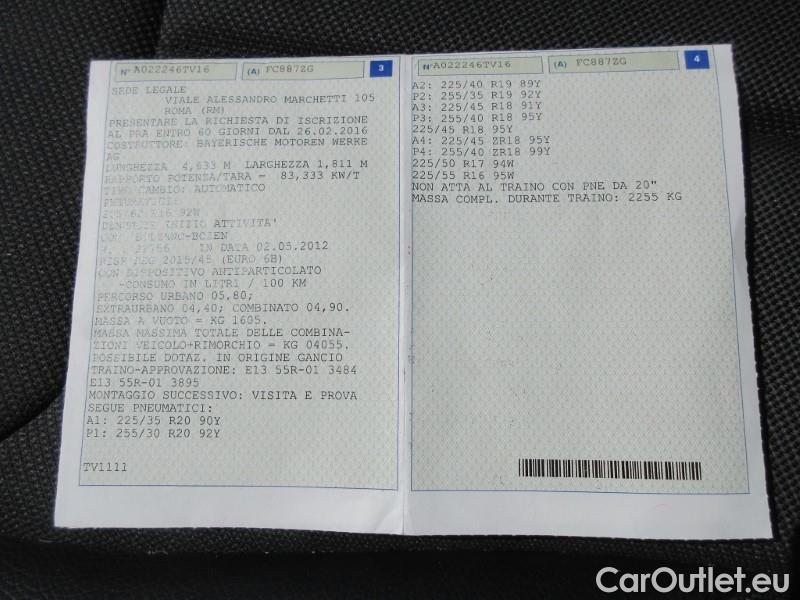 N° A022246TV16 (A) FC887ZG 3
SEDE LEGALE
VIALE ALESSANDRO MARCHETTI 105
ROMA (RM)
PRESENTARE LA RICHIESTA DI ISCRIZIONE
AL PRA ENTRO 60 GIORNI DAL 26.02.2016
COSTRUTTORE: BAYERISCHE MOTOREN WERKE
AG
LUNGHEZZA 4,633 M LARGHEZZA 1,811 M
RAPPORTO POTENZA/TARA = 83,333 KW/T
TIPO CAMBIO: AUTOMATICO
PNEUMATICI:
R16 92W
INIZIO ATTIVITA'
BOLZANO-BOZEN
IN DATA 02.05.2012
RISP REG 2015/45 (EURO 6B)
CON DISPOSITIVO ANTIPARTICOLATO
-CONSUMO IN LITRI / 100 KM
PERCORSO URBANO 05,80;
EXTRAURBANO 04,40; COMBINATO 04,90.
MASSA A VUOTO = KG 1605.
MASSA MASSIMA TOTALE DELLE COMBINA-
ZIONI VEICOLO+RIMORCHIO = KG 04055.
POSSIBILE DOTAZ. IN ORIGINE GANCIO
TRAINO-APPROVAZIONE: E13 55R-01 3484
E13 55R-01 3895
MONTAGGIO SUCCESSIVO: VISITA E PROVA
SEGUE PNEUMATICI:
A1: 225/35 R20 90Y
P1: 255/30 R20 92Y
TV1111
N° A022246TV16 (A) FC887ZG 4
A2: 225/40 R19 89Y
P2: 255/35 R19 92Y
A3: 225/45 R18 91Y
P3: 255/40 R18 95Y
225/45 R18 95Y
A4: 225/45 ZR18 95Y
P4: 255/40 ZR18 99Y
225/50 R17 94W
225/55 R16 95W
NON ATTA AL TRAINO CON PNE DA 20"
MASSA COMPL. DURANTE TRAINO: 2255 KG
CarOutlet.eu